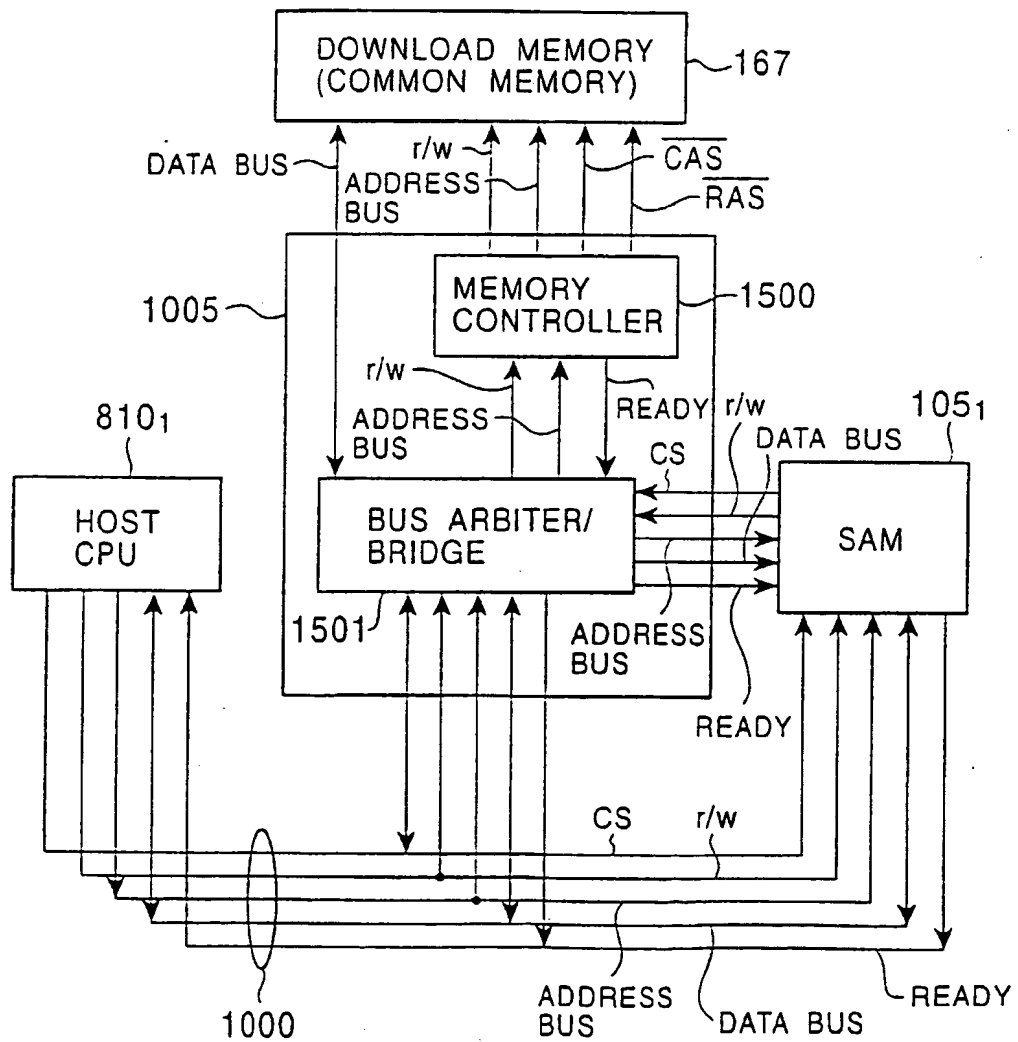 DOWNLOAD MEMORY
(COMMON MEMORY)
167
DATA BUS
r/w
ADDRESS
BUS
CAS
RAS
1005
MEMORY
CONTROLLER
1500
r/w
ADDRESS
BUS
READY
810₁
HOST
CPU
BUS ARBITER/
BRIDGE
1501
CS
r/w
DATA BUS
105₁
SAM
ADDRESS
BUS
READY
CS
r/w
1000
ADDRESS
BUS
DATA BUS
READY